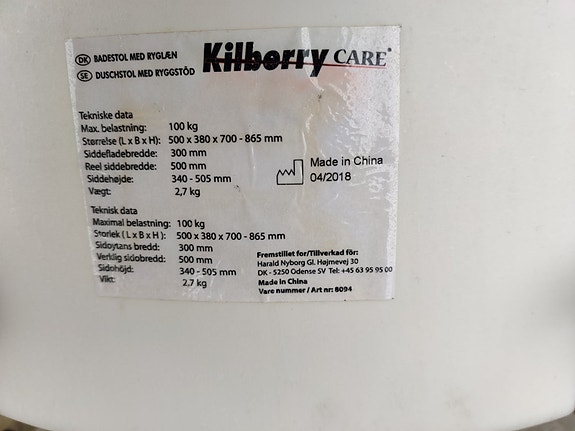 DK BADESTOL MED RYGLÆN
SE DUSCHSTOL MED RYGGSTÖD
Kilberry CARE®
Tekniske data
Max. belastning: 100 kg
Størrelse (L x B x H): 500 x 380 x 700 - 865 mm
Siddefladebredde: 300 mm
Reel siddebredde: 500 mm
Siddehøjde: 340 - 505 mm
Vægt: 2,7 kg
Made in China
04/2018
Teknisk data
Maximal belastning: 100 kg
Storlek ( L x B x H ): 500 x 380 x 700 - 865 mm
Sidoytans bredd: 300 mm
Verklig sidobredd: 500 mm
Sidohöjd: 340 - 505 mm
Vikt: 2.7 kg
Fremstillet for/Tillverkad för:
Harald Nyborg Gl. Højmevej 30
DK - 5250 Odense SV Tel: +45 63 95 95 00
Made in China
Vare nummer / Art nr: 8094